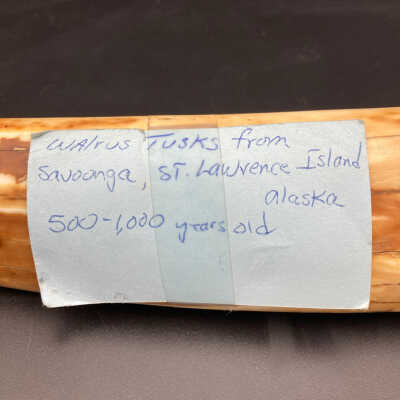 Walrus Tusks from
Savoonga, ST. Lawrence Island
alaska
500-1,000 years old